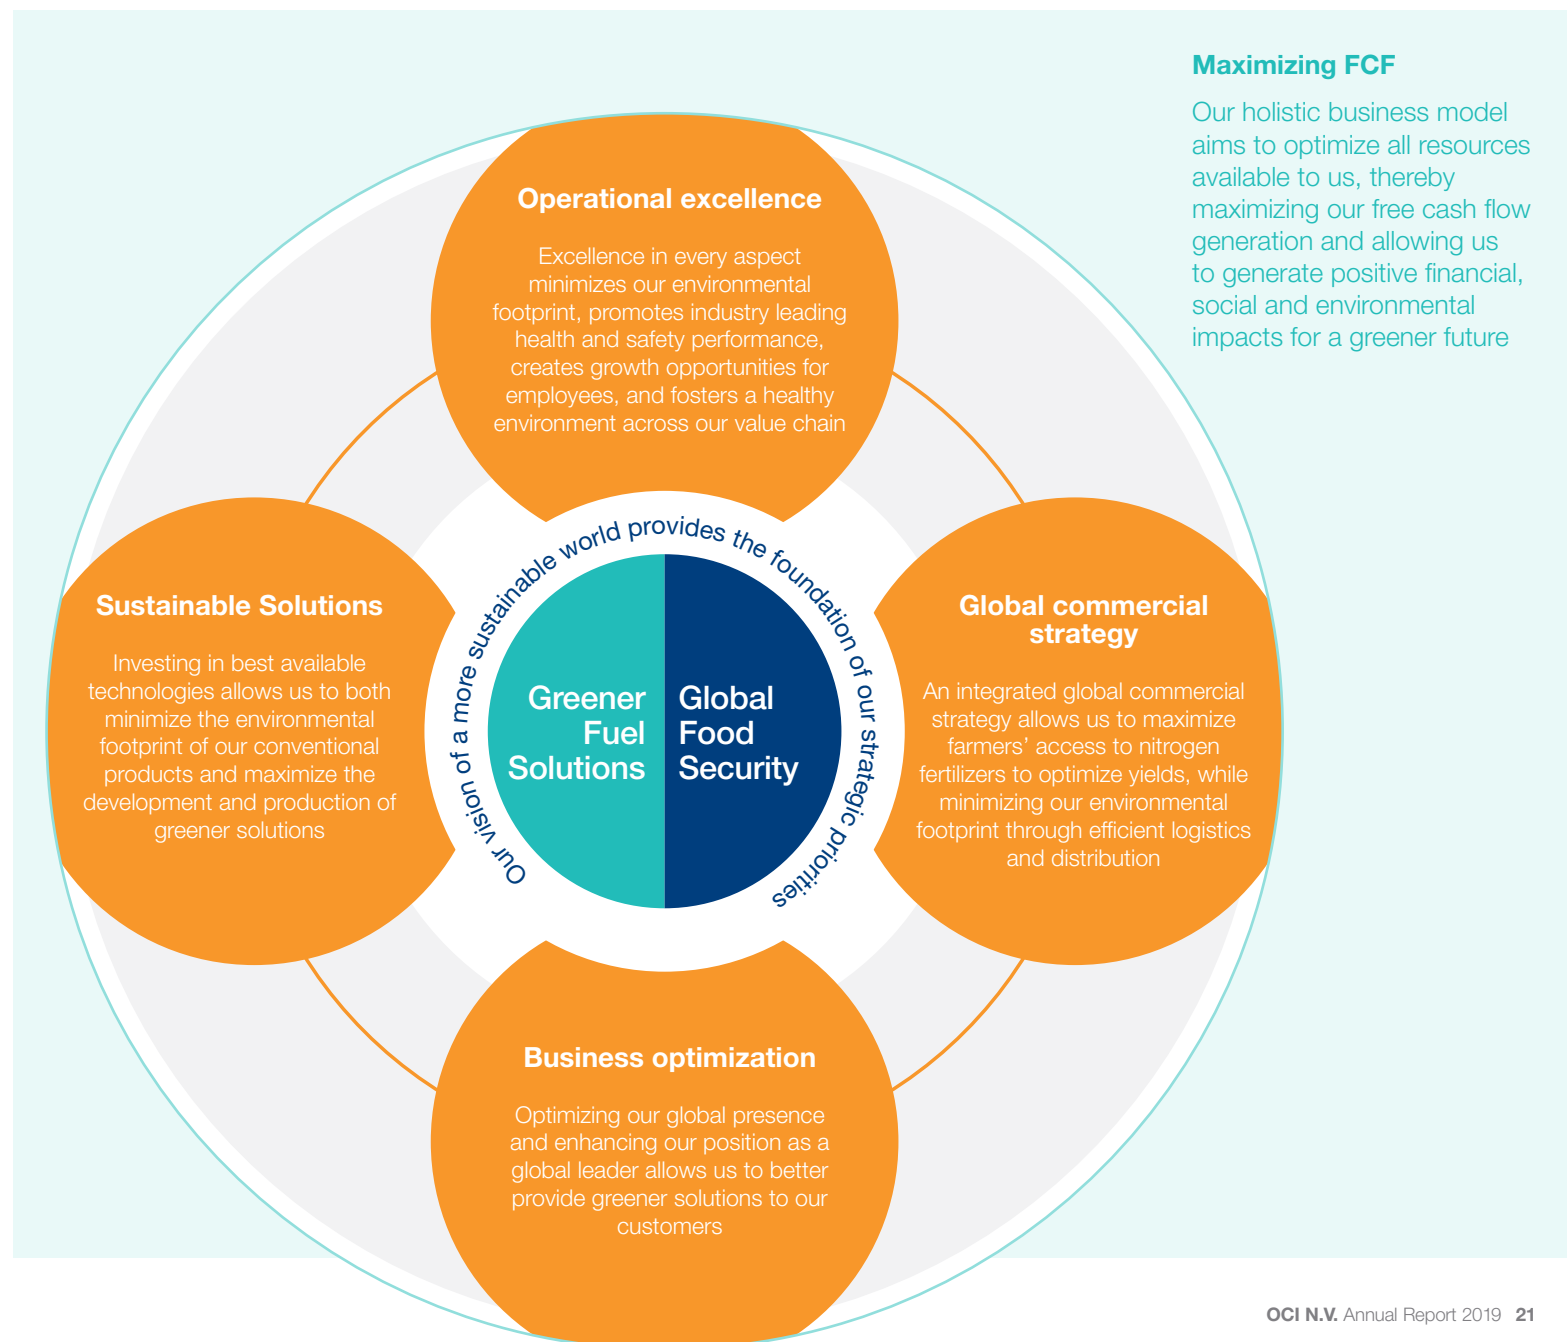 Maximizing FCF
Our holistic business model
aims to optimize all resources
available to us, thereby
maximizing our free cash flow
generation and allowing us
to generate positive financial,
social and environmental
impacts for a greener future
Operational excellence
Excellence in every aspect
minimizes our environmental
footprint, promotes industry leading
health and safety performance,
creates growth opportunities for
employees, and fosters a healthy
environment across our value chain
Sustainable Solutions
Investing in best available
technologies allows us to both
minimize the environmental
footprint of our conventional
products and maximize the
development and production of
greener solutions
Our vision of a more sustainable world provides the foundation of our strategic priorities
Greener
Fuel
Solutions
Global
Food
Security
Global commercial
strategy
An integrated global commercial
strategy allows us to maximize
farmers’ access to nitrogen
fertilizers to optimize yields, while
minimizing our environmental
footprint through efficient logistics
and distribution
Business optimization
Optimizing our global presence
and enhancing our position as a
global leader allows us to better
provide greener solutions to our
customers
OCI N.V. Annual Report 2019 21